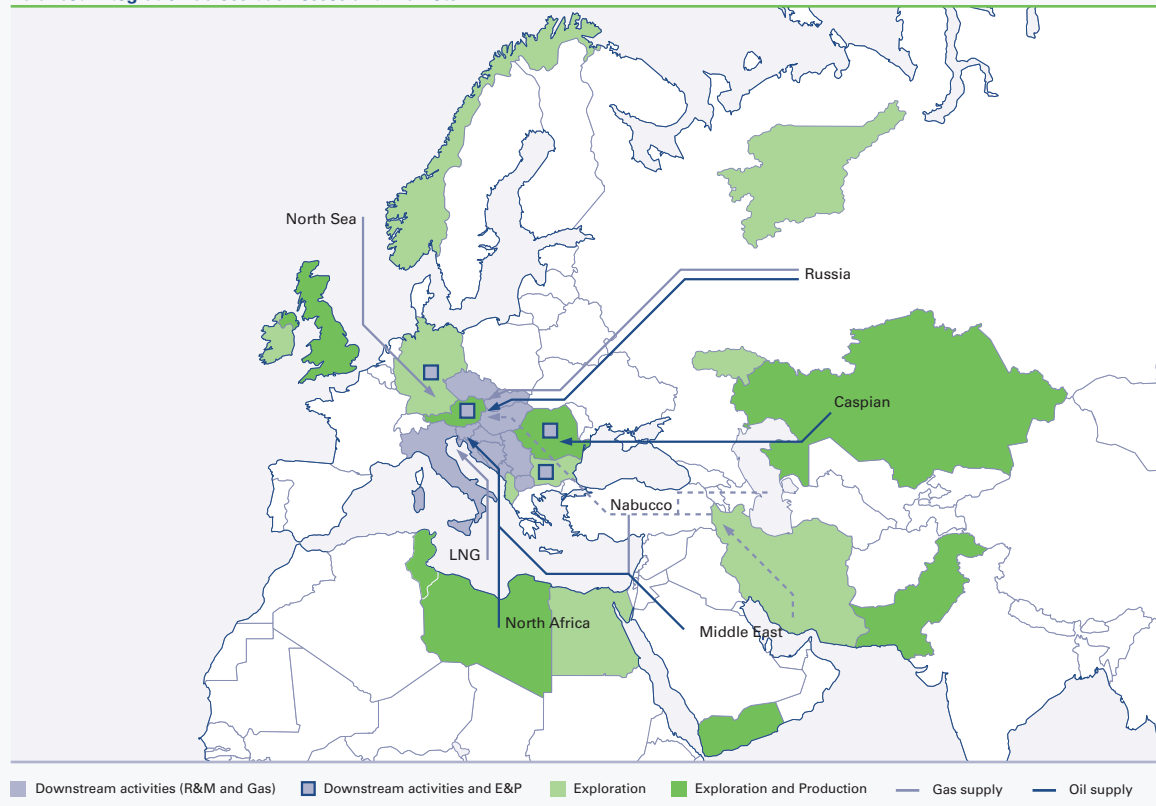 North Sea
Russia
Caspian
Nabucco
LNG
North Africa
Middle East
Downstream activities (R&M and Gas)
Downstream activities and E&P
Exploration
Exploration and Production
Gas supply
Oil supply